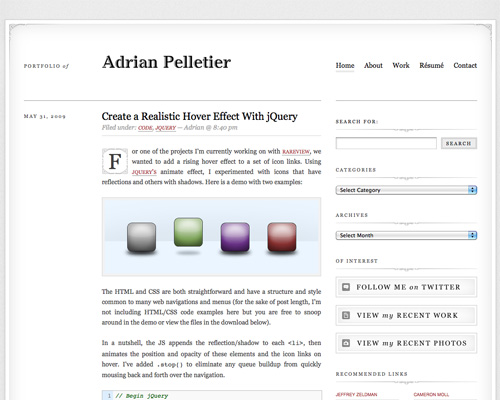 PORTFOLIO of
Adrian Pelletier
Home About Work Résumé Contact
MAY 31, 2009
Create a Realistic Hover Effect With jQuery
Filed under: CODE, JQUERY — Adrian @ 8:40 pm
For one of the projects I'm currently working on with RAREVIEW, we
wanted to add a rising hover effect to a set of icon links. Using
JQUERY'S animate effect, I experimented with icons that have
reflections and others with shadows. Here is a demo with two examples:
The HTML and CSS are both straightforward and have a structure and style
common to many web navigations and menus (for the sake of post length, I'm
not including HTML/CSS code examples here but you are free to snoop
around in the demo or view the files in the download below).
In a nutshell, the JS appends the reflection/shadow to each <li>, then
animates the position and opacity of these elements and the icon links on
hover. I've added .stop() to eliminate any queue buildup from quickly
mousing back and forth over the navigation.
1 // Begin jQuery
SEARCH FOR:
SEARCH
CATEGORIES
Select Category
ARCHIVES
Select Month
OF INTEREST
FOLLOW ME on TWITTER
VIEW my RECENT WORK
VIEW my RECENT PHOTOS
RECOMMENDED LINKS
JEFFREY ZELDMAN CAMERON MOLL